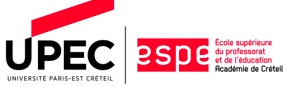 UPEC
UNIVERSITÉ PARIS-EST CRÉTEIL
espe
École supérieure
du professorat
et de l'éducation
Académie de Créteil